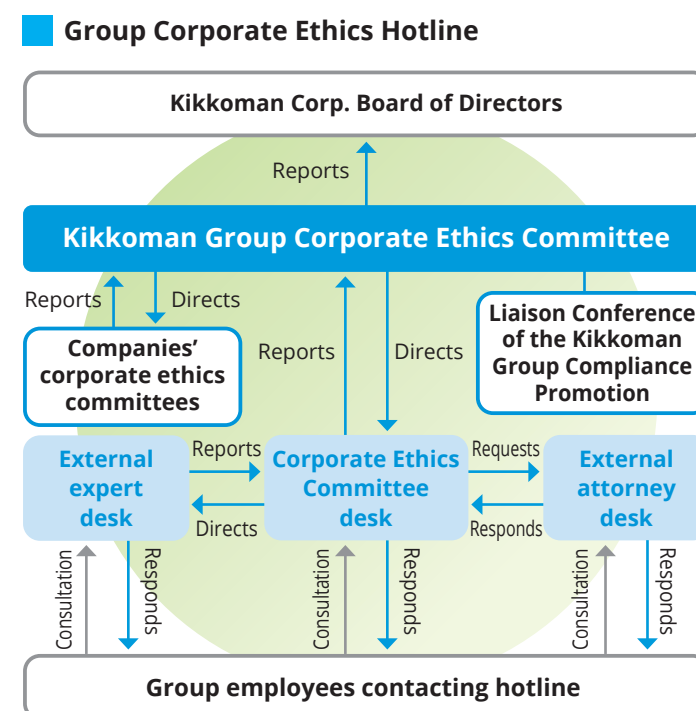 Group Corporate Ethics Hotline
Kikkoman Corp. Board of Directors
Reports
Kikkoman Group Corporate Ethics Committee
Reports
Directs
Companies’
corporate ethics
committees
Reports
Directs
Liaison Conference
of the Kikkoman
Group Compliance
Promotion
External
expert
desk
Reports
Directs
Corporate Ethics
Committee
desk
Requests
Responds
External
attorney
desk
Consultation
Responds
Consultation
Responds
Consultation
Responds
Group employees contacting hotline